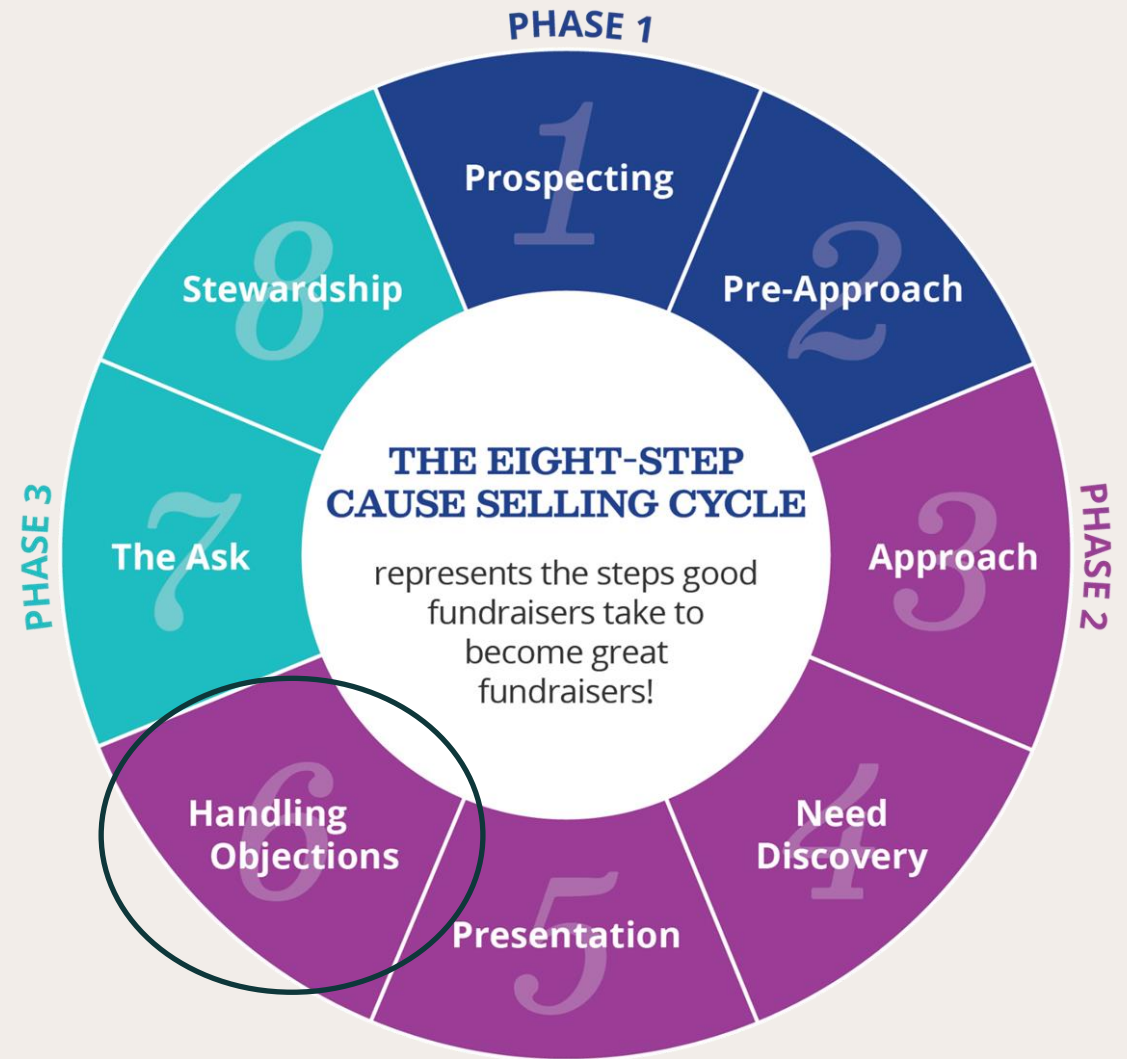 PHASE 1
1
Prospecting
2
Pre-Approach
PHASE 2
3
Approach
4
Need
Discovery
5
Presentation
6
Handling
Objections
PHASE 3
7
The Ask
8
Stewardship
THE EIGHT-STEP
CAUSE SELLING CYCLE
represents the steps good
fundraisers take to
become great
fundraisers!